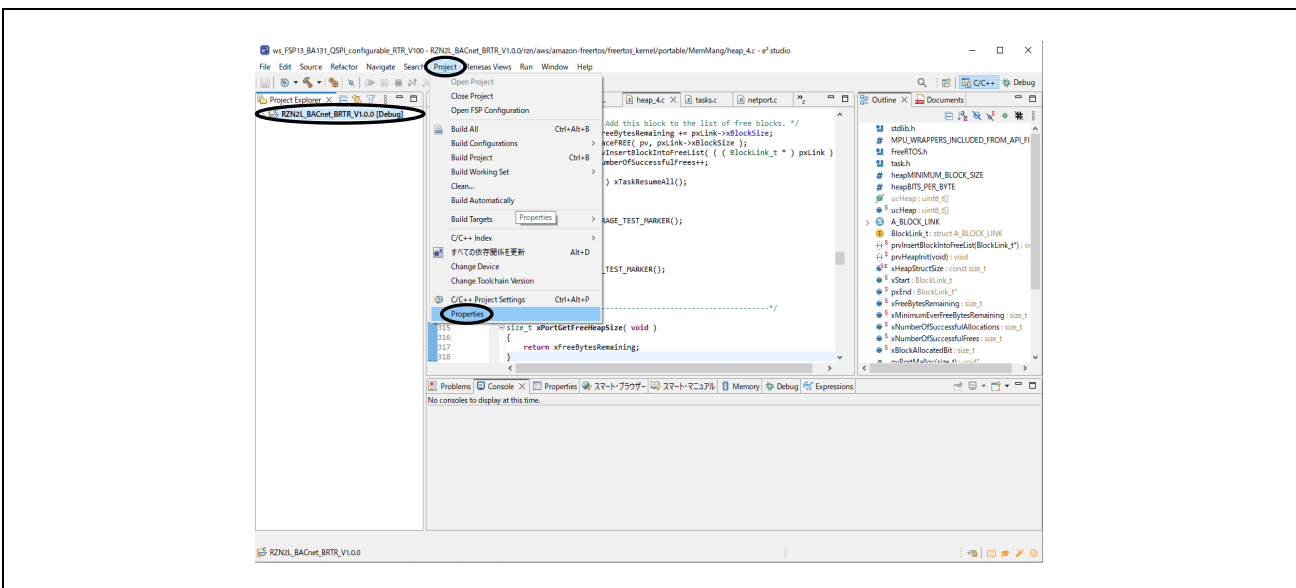 ws_FSP13_BA131_QSPI_configurable_RTR_V100 - RZN2L_BACnet_BRTR_V1.0.0/rzn/aws/amazon-freertos/freertos_kernel/portable/MemMang/heap_4.c - e² studio
File Edit Source Refactor Navigate Search Project Renesas Views Run Window Help
C/C++ Debug
Project Explorer
RZN2L_BACnet_BRTR_V1.0.0 [Debug]
Open Project
Close Project
Open FSP Configuration
Build All Ctrl+Alt+B
Build Configurations >
Build Project Ctrl+B
Build Working Set >
Clean...
Build Automatically
Build Targets >
Properties
C/C++ Index >
すべての依存関係を更新 Alt+D
Change Device
Change Toolchain Version
C/C++ Project Settings Ctrl+Alt+P
Properties
heap_4.c tasks.c netport.c »2
Add this block to the list of free blocks. */
reeBytesRemaining += pxLink->xBlockSize;
aceFREE( pv, pxLink->xBlockSize );
vInsertBlockIntoFreeList( ( ( BlockLink_t * ) pxLink )
umberOfSuccessfulFrees++;
) xTaskResumeAll();
RAGE_TEST_MARKER();
_TEST_MARKER();
-----------------------------------*/
315 size_t xPortGetFreeHeapSize( void )
316 {
317 return xFreeBytesRemaining;
318 }
Outline Documents
stdlib.h
MPU_WRAPPERS_INCLUDED_FROM_API_FI
FreeRTOS.h
task.h
heapMINIMUM_BLOCK_SIZE
heapBITS_PER_BYTE
ucHeap : uint8_t[]
ucHeap : uint8_t[]
A_BLOCK_LINK
BlockLink_t : struct A_BLOCK_LINK
prvInsertBlockIntoFreeList(BlockLink_t*) : vo
prvHeapInit(void) : void
xHeapStructSize : const size_t
xStart : BlockLink_t
pxEnd : BlockLink_t*
xFreeBytesRemaining : size_t
xMinimumEverFreeBytesRemaining : size_t
xNumberOfSuccessfulAllocations : size_t
xNumberOfSuccessfulFrees : size_t
xBlockAllocatedBit : size_t
pvPortMalloc(size_t) : void*
Problems Console Properties スマート・ブラウザー スマート・マニュアル Memory Debug Expressions
No consoles to display at this time.
RZN2L_BACnet_BRTR_V1.0.0